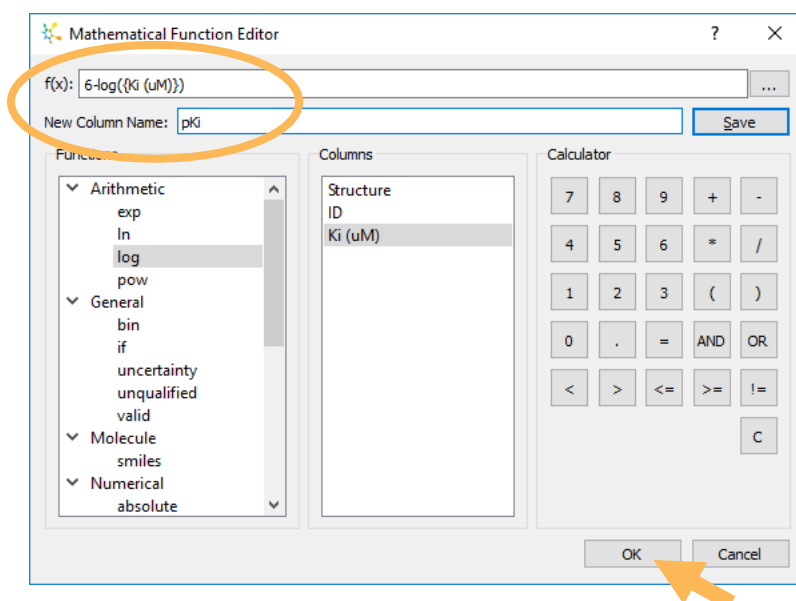 Mathematical Function Editor ? ×
f(x): 6-log({Ki (uM)}) ...
New Column Name: pKi Save
Functions
Arithmetic
exp
ln
log
pow
General
bin
if
uncertainty
unqualified
valid
Molecule
smiles
Numerical
absolute
Columns
Structure
ID
Ki (uM)
Calculator
7 8 9 + -
4 5 6 * /
1 2 3 ( )
0 . = AND OR
< > <= >= !=
C
OK Cancel